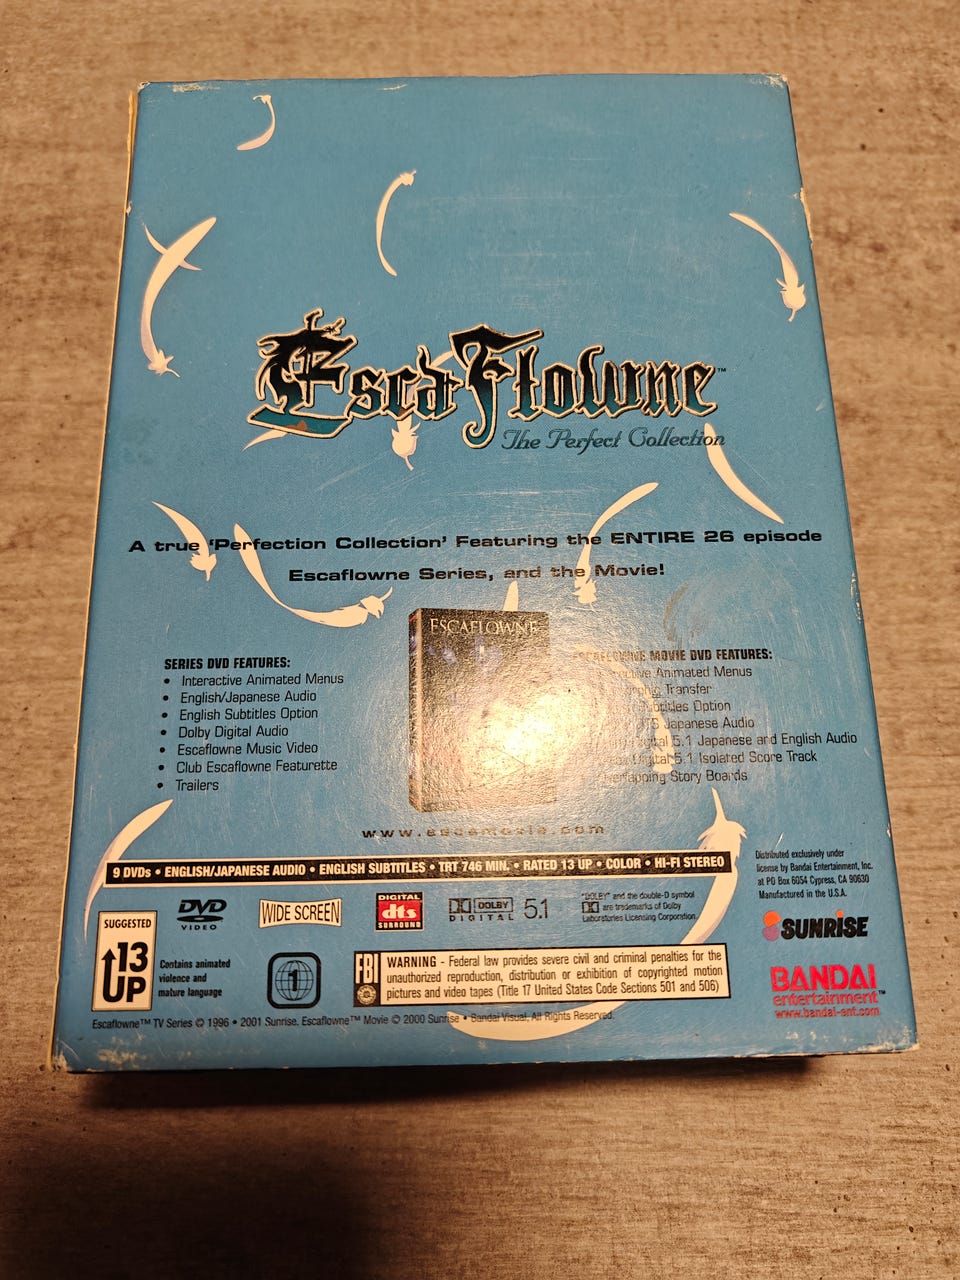 EscaFlowne™
The Perfect Collection
A true 'Perfection Collection' Featuring the ENTIRE 26 episode
Escaflowne Series, and the Movie!
ESCAFLOWNE
SERIES DVD FEATURES:
• Interactive Animated Menus
• English/Japanese Audio
• English Subtitles Option
• Dolby Digital Audio
• Escaflowne Music Video
• Club Escaflowne Featurette
• Trailers
ESCAFLOWNE MOVIE DVD FEATURES:
Animated Menus
Transfer
Subtitles Option
Japanese Audio
5.1 Japanese and English Audio
5.1 Isolated Score Track
Story Boards
www.escamovie.com
9 DVDs • ENGLISH/JAPANESE AUDIO • ENGLISH SUBTITLES • TRT 746 MIN. • RATED 13 UP • COLOR • HI-FI STEREO
Distributed exclusively under
license by Bandai Entertainment, Inc.
at PO Box 6054 Cypress, CA 90630
Manufactured in the U.S.A.
SUGGESTED
13
UP
Contains animated
violence and
mature language
DVD
VIDEO
WIDE SCREEN
DIGITAL
dts
SURROUND
DOLBY
DIGITAL 5.1
"DOLBY" and the double-D symbol
are trademarks of Dolby
Laboratories Licensing Corporation.
SUNRISE
1
FBI
WARNING - Federal law provides severe civil and criminal penalties for the
unauthorized reproduction, distribution or exhibition of copyrighted motion
pictures and video tapes (Title 17 United States Code Sections 501 and 506)
BANDAI
entertainment™
www.bandai-ent.com
Escaflowne™ TV Series © 1996 • 2001 Sunrise. Escaflowne™ Movie © 2000 Sunrise • Bandai Visual, All Rights Reserved.